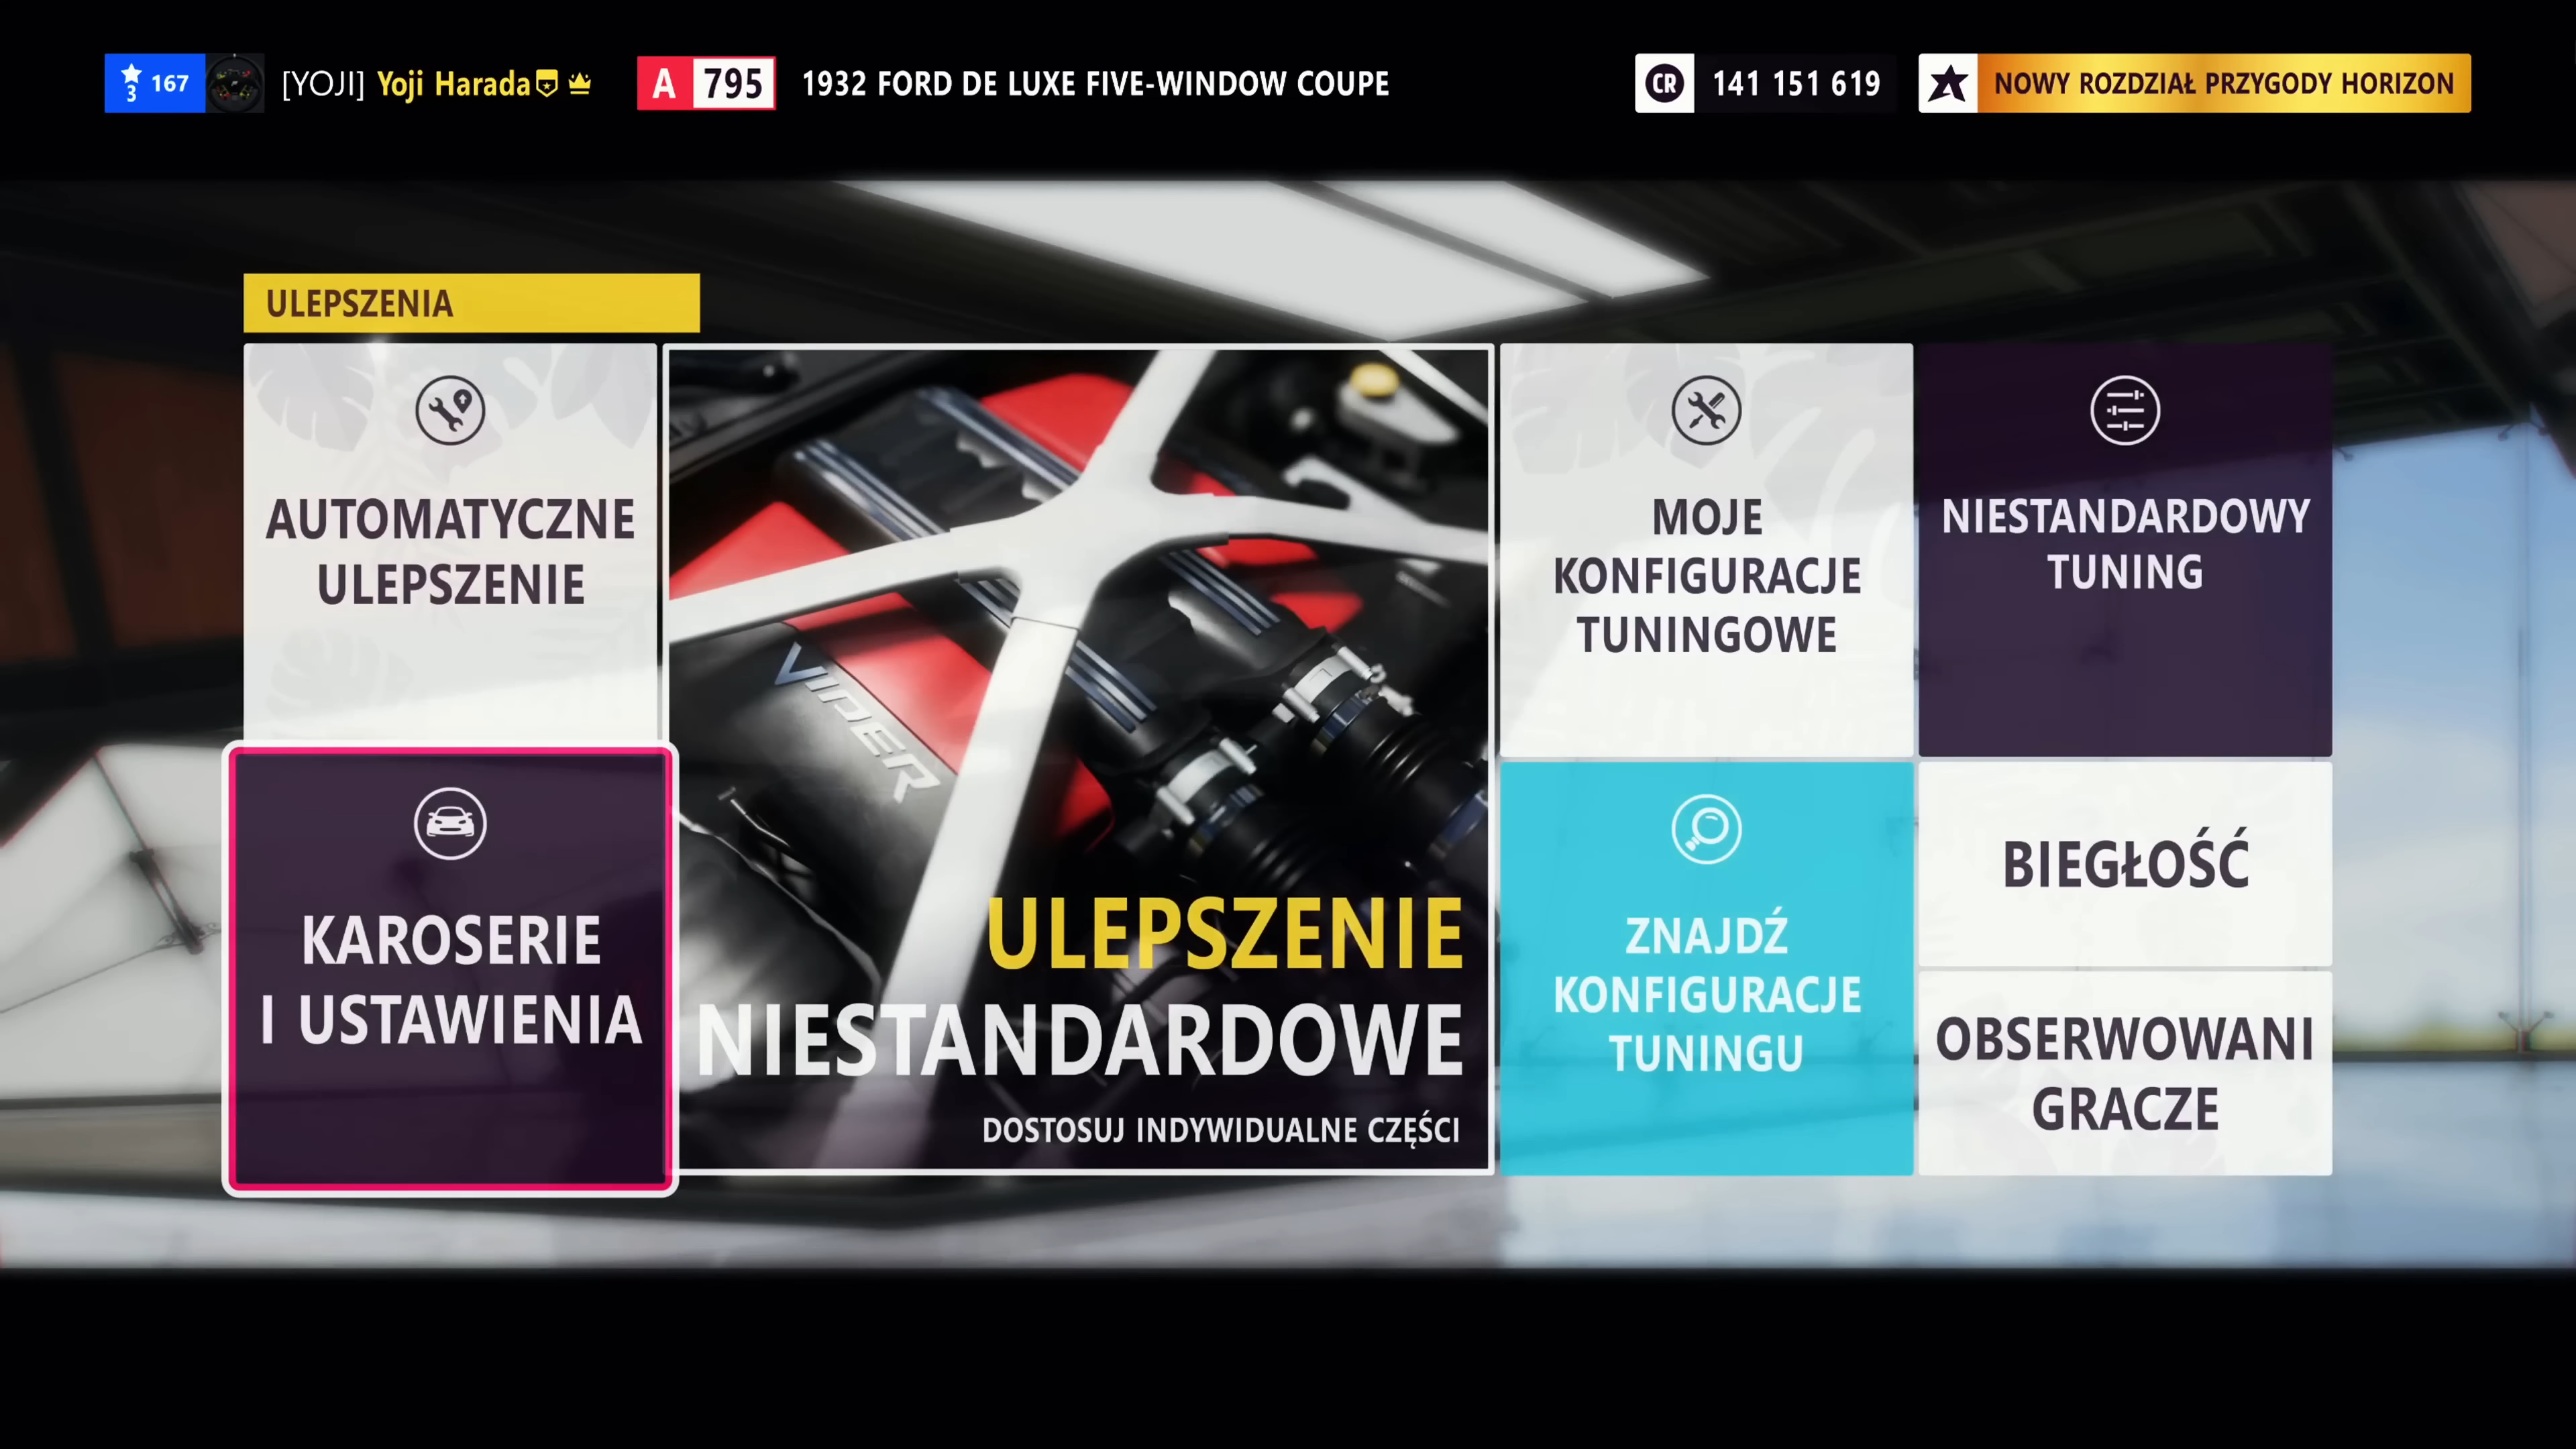 3 167 [YOJI] Yoji Harada A 795 1932 FORD DE LUXE FIVE-WINDOW COUPE CR 141 151 619 NOWY ROZDZIAŁ PRZYGODY HORIZON
ULEPSZENIA
AUTOMATYCZNE
ULEPSZENIE
KAROSERIE
I USTAWIENIA
VIPER
ULEPSZENIE
NIESTANDARDOWE
DOSTOSUJ INDYWIDUALNE CZĘŚCI
MOJE
KONFIGURACJE
TUNINGOWE
ZNAJDŹ
KONFIGURACJE
TUNINGU
NIESTANDARDOWY
TUNING
BIEGŁOŚĆ
OBSERWOWANI
GRACZE